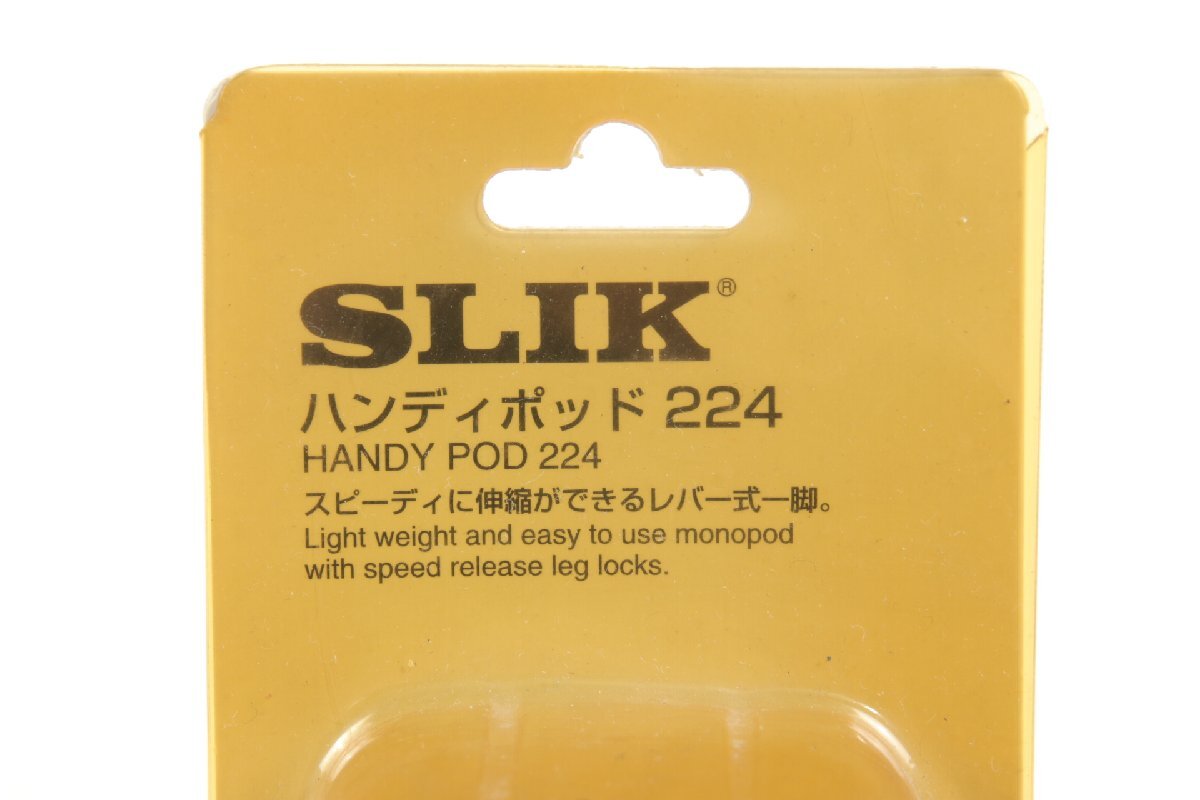 SLIK®
ハンディポッド 224
HANDY POD 224
スピーディに伸縮ができるレバー式一脚。
Light weight and easy to use monopod
with speed release leg locks.